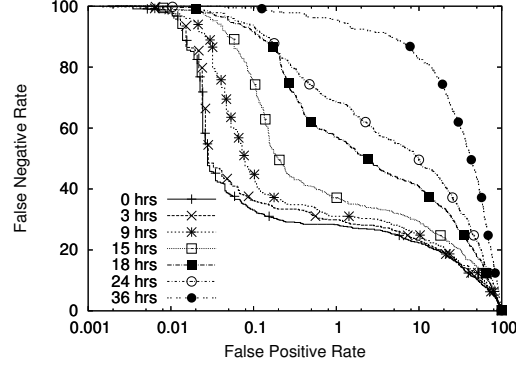 100
80
60
40
20
0
False Negative Rate
0 hrs
3 hrs
9 hrs
15 hrs
18 hrs
24 hrs
36 hrs
0.001 0.01 0.1 1 10 100
False Positive Rate